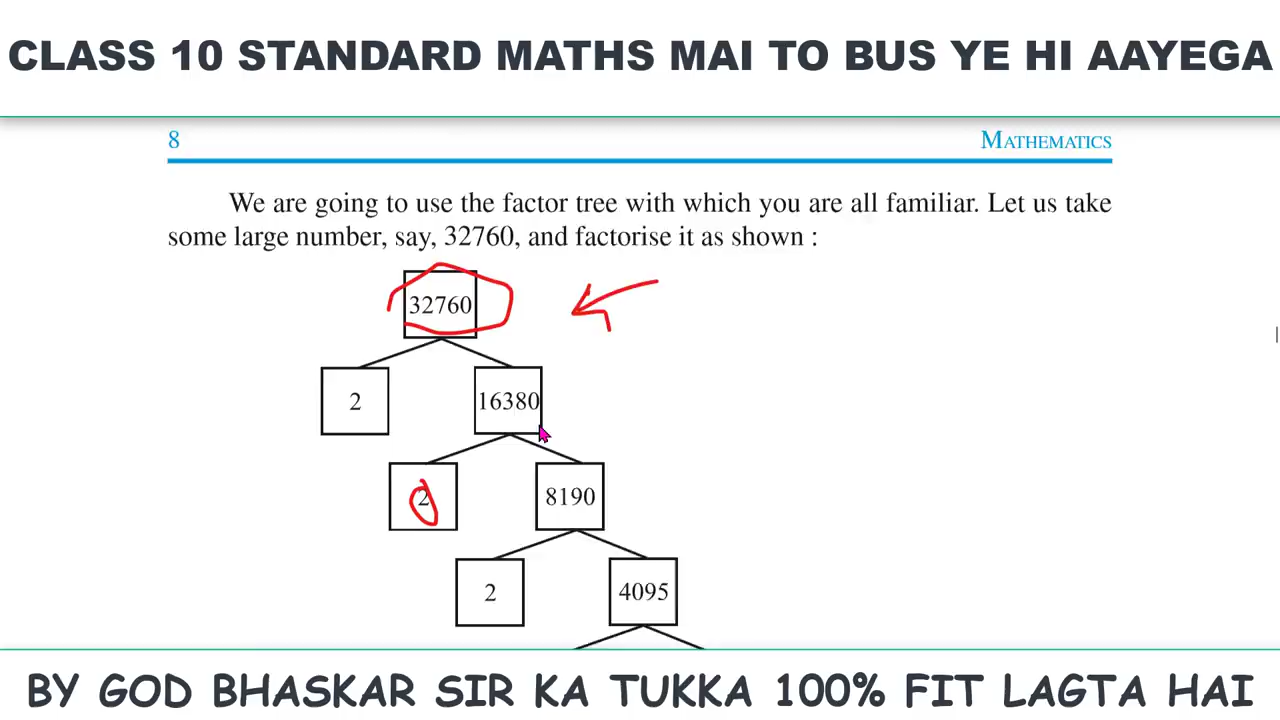 CLASS 10 STANDARD MATHS MAI TO BUS YE HI AAYEGA
8 MATHEMATICS
We are going to use the factor tree with which you are all familiar. Let us take
some large number, say, 32760, and factorise it as shown :
32760
2 16380
2 8190
2 4095
BY GOD BHASKAR SIR KA TUKKA 100% FIT LAGTA HAI